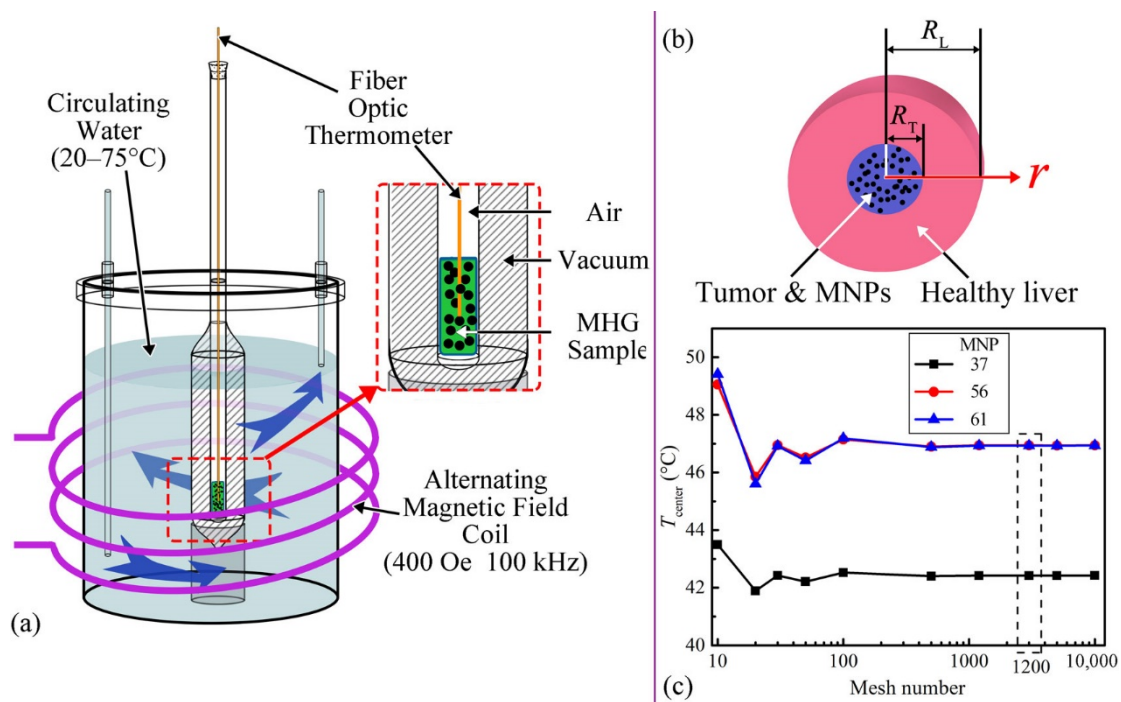 Circulating
Water
(20–75°C)
Fiber
Optic
Thermometer
Air
Vacuum
MHG
Sample
Alternating
Magnetic Field
Coil
(400 Oe 100 kHz)
(a)
(b)
R_L
R_T
r
Tumor & MNPs
Healthy liver
MNP
37
56
61
T_center (°C)
50
48
46
44
42
40
10
100
1000
1200
10,000
Mesh number
(c)